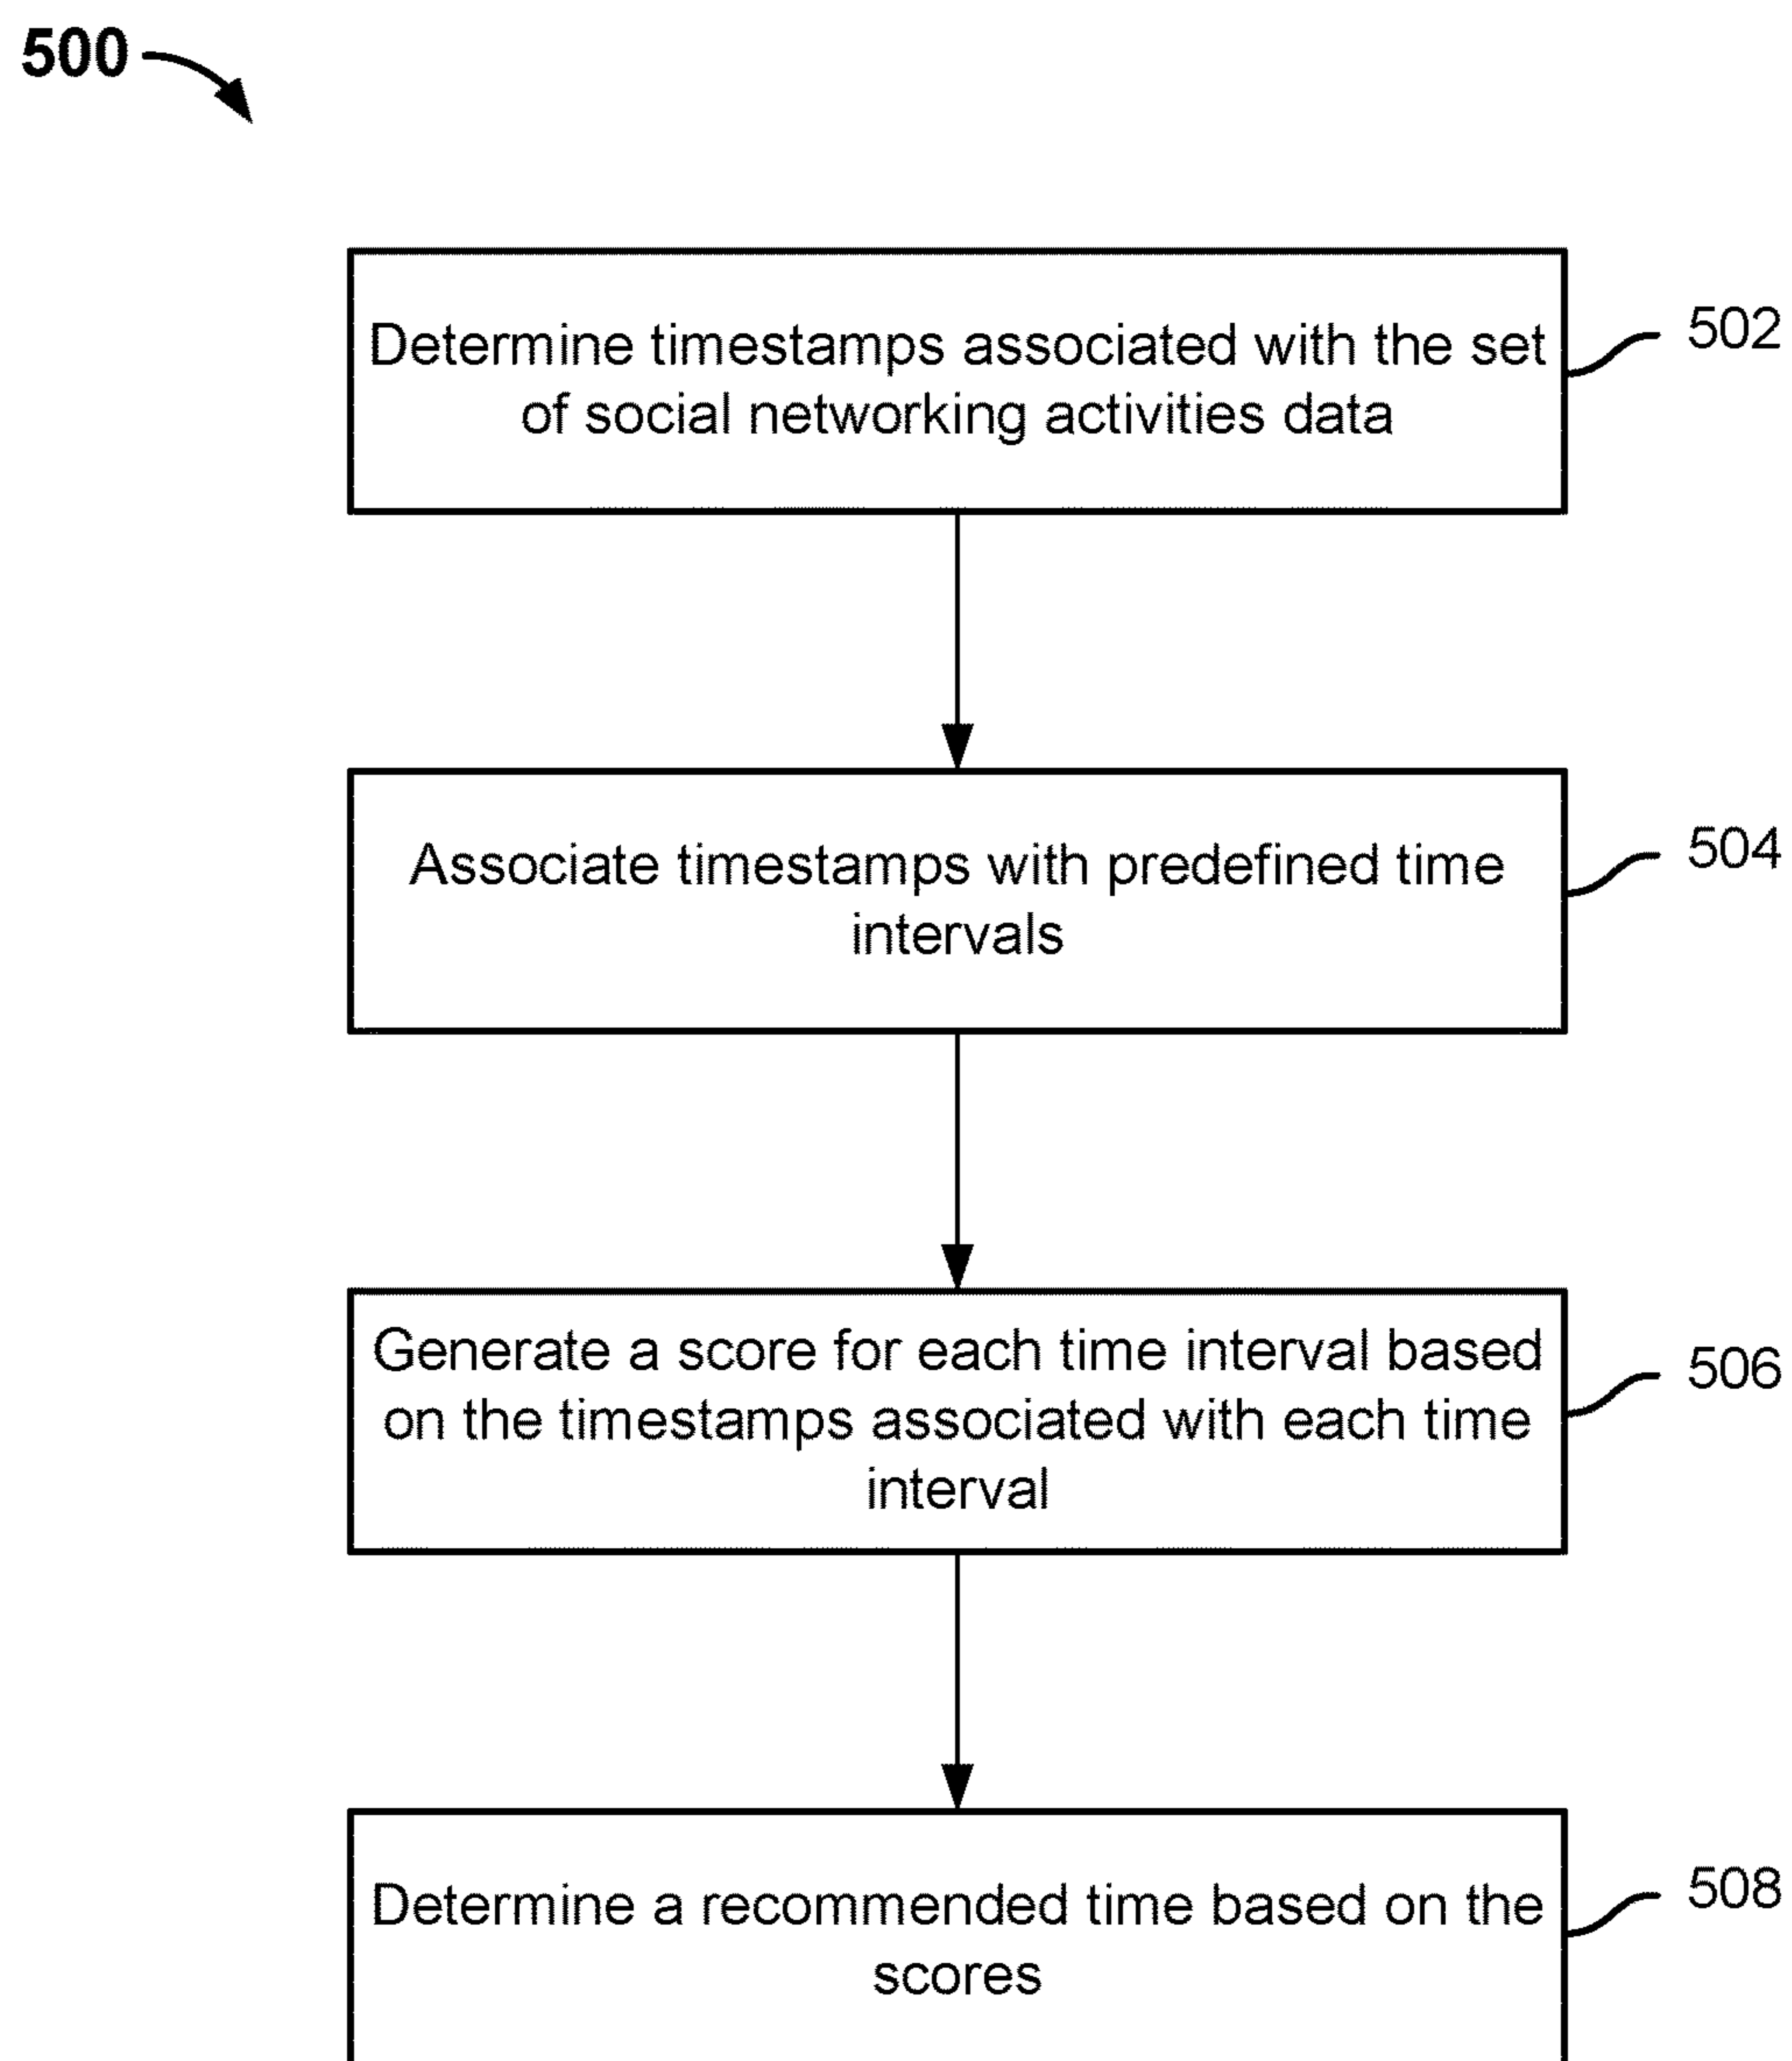 500
Determine timestamps associated with the set
of social networking activities data
502
Associate timestamps with predefined time
intervals
504
Generate a score for each time interval based
on the timestamps associated with each time
interval
506
Determine a recommended time based on the
scores
508